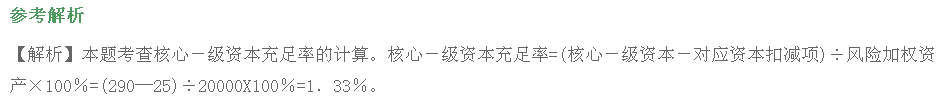 参考解析
【解析】本题考查核心一级资本充足率的计算。核心一级资本充足率=(核心一级资本－对应资本扣减项)÷风险加权资
产×100％=(290—25)÷20000X100％=1．33％。